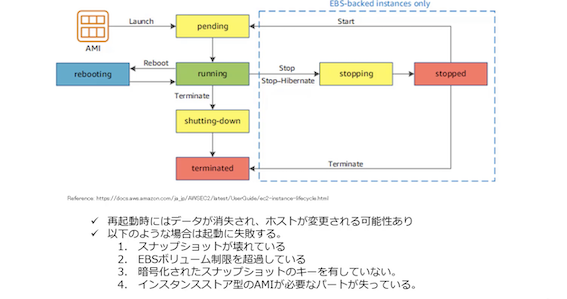 EBS-backed instances only
Launch
pending
Start
AMI
Reboot
Stop
rebooting
running
stopping
stopped
Stop-Hibernate
Terminate
shutting-down
Terminate
terminated
Reference: https://docs.aws.amazon.com/ja_jp/AWSEC2/latest/UserGuide/ec2-instance-lifecycle.html
✓ 再起動時にはデータが消失され、ホストが変更される可能性あり
✓ 以下のような場合は起動に失敗する。
1. スナップショットが壊れている
2. EBSボリューム制限を超過している
3. 暗号化されたスナップショットのキーを有していない。
4. インスタンスストア型のAMIが必要なパートが失っている。